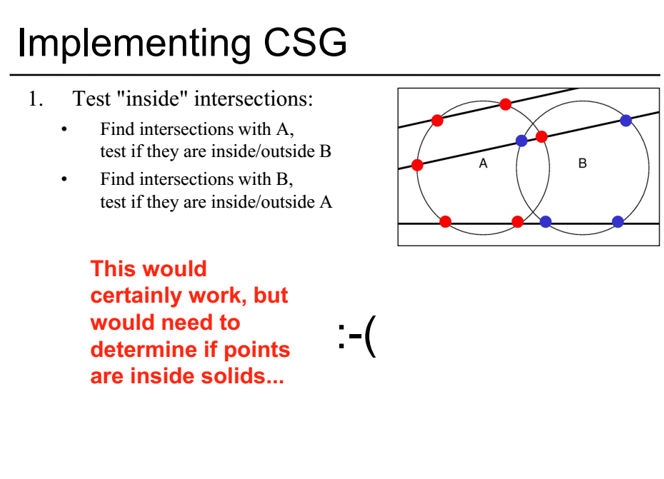 Implementing CSG
1. Test "inside" intersections:
• Find intersections with A,
test if they are inside/outside B
• Find intersections with B,
test if they are inside/outside A
A
B
This would
certainly work, but
would need to
determine if points
are inside solids...
:-(